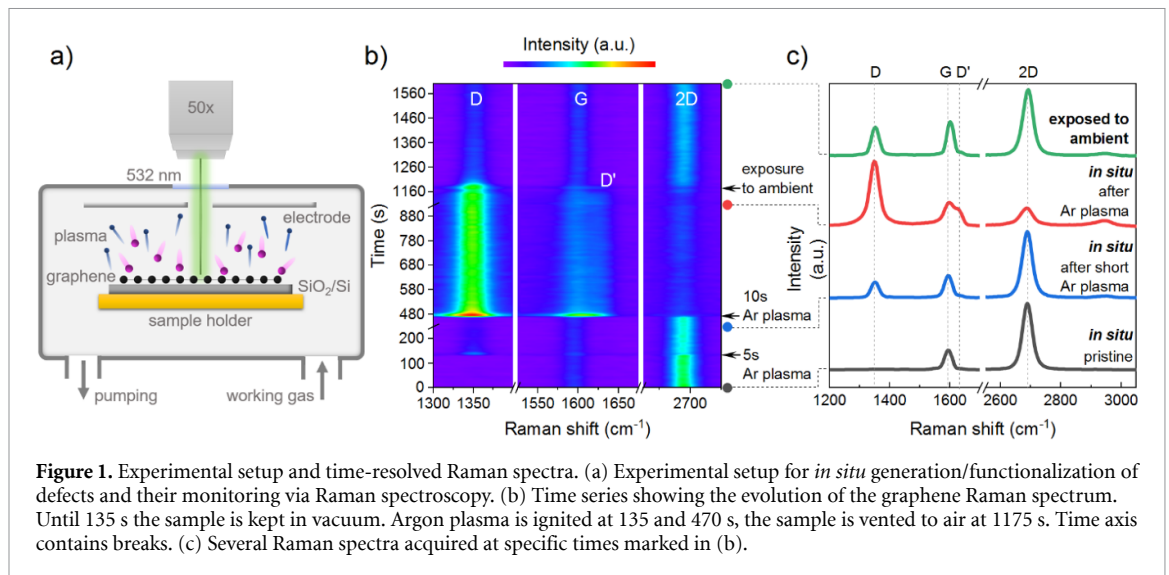 a)
50x
532 nm
electrode
plasma
graphene
SiO₂/Si
sample holder
pumping
working gas
b)
Intensity (a.u.)
D
G
2D
D'
Time (s)
1560
1460
1360
1260
1160
880
780
680
580
480
200
100
0
1300
1350
1550
1600
1650
2700
Raman shift (cm⁻¹)
exposure
to ambient
10s
Ar plasma
5s
Ar plasma
c)
D
G D'
2D
Intensity
(a.u.)
exposed to
ambient
in situ
after
Ar plasma
in situ
after short
Ar plasma
in situ
pristine
1200
1400
1600
2600
2800
3000
Raman shift (cm⁻¹)
Figure 1. Experimental setup and time-resolved Raman spectra. (a) Experimental setup for in situ generation/functionalization of
defects and their monitoring via Raman spectroscopy. (b) Time series showing the evolution of the graphene Raman spectrum.
Until 135 s the sample is kept in vacuum. Argon plasma is ignited at 135 and 470 s, the sample is vented to air at 1175 s. Time axis
contains breaks. (c) Several Raman spectra acquired at specific times marked in (b).